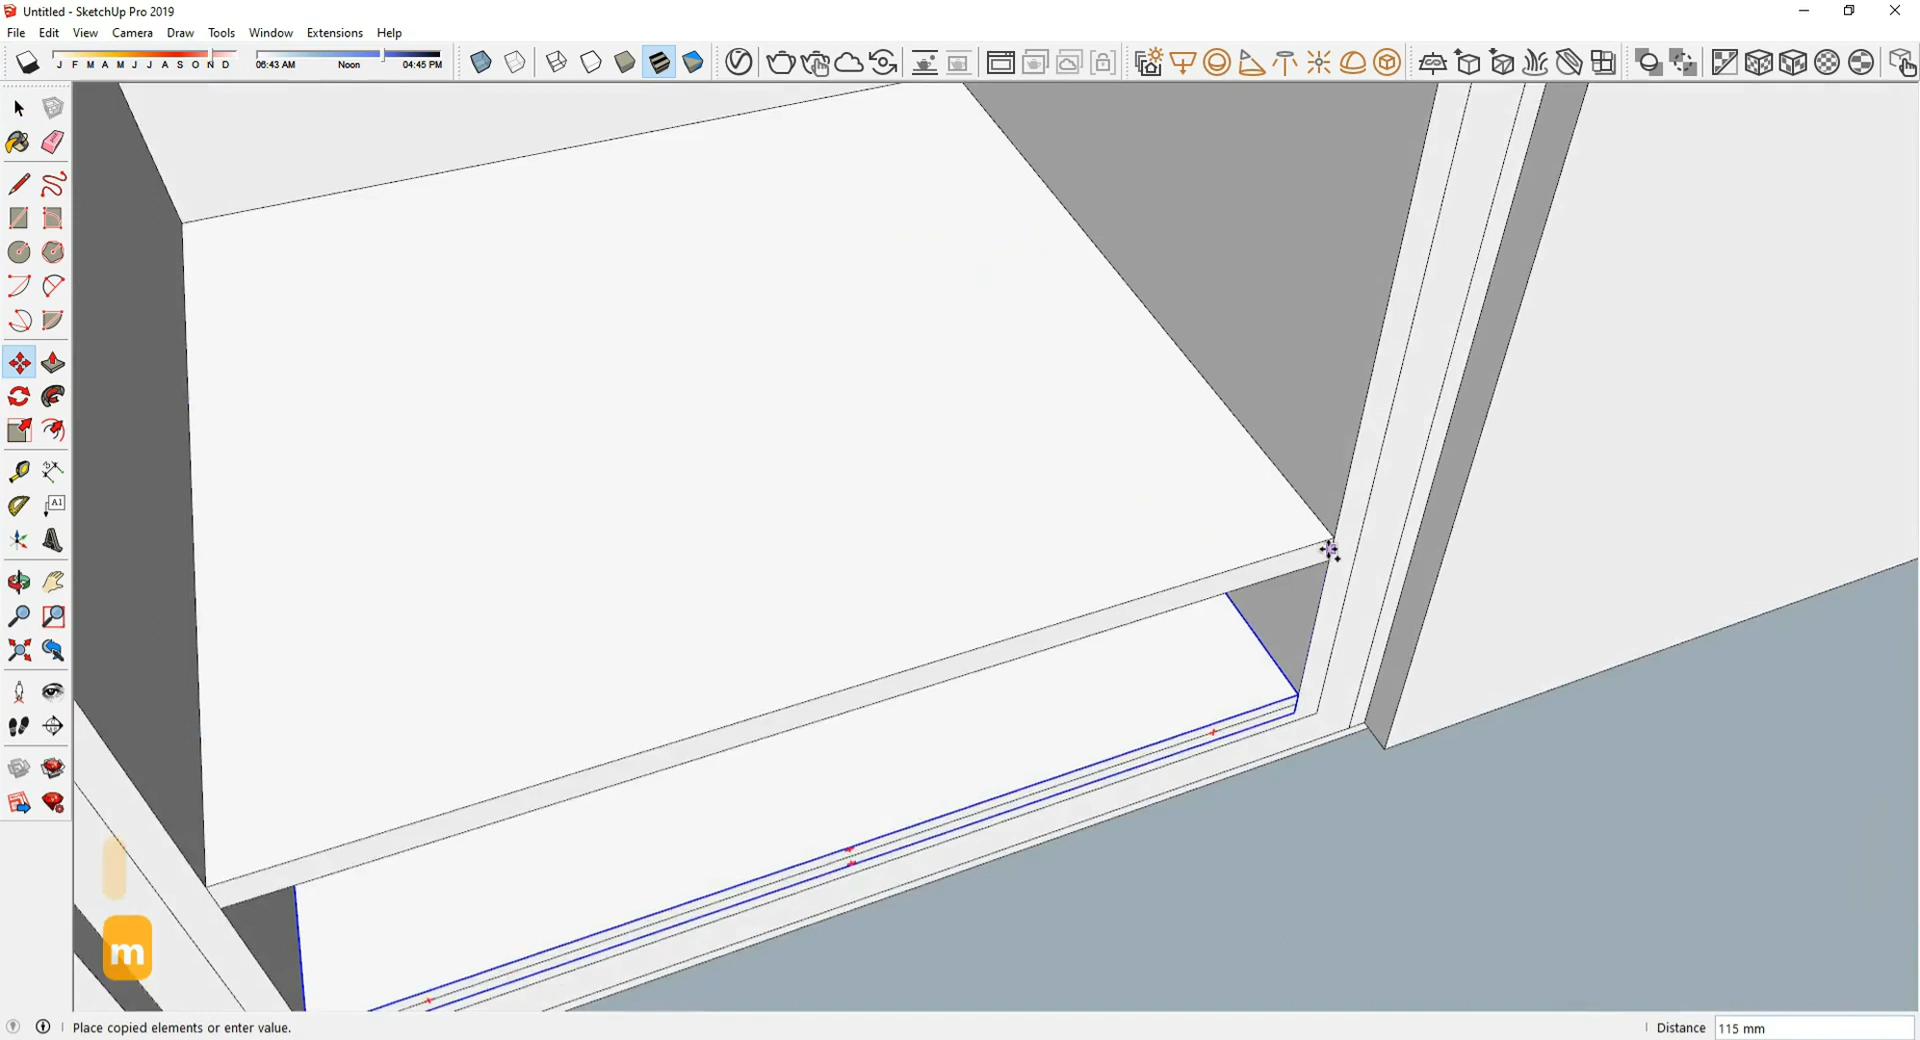 Untitled - SketchUp Pro 2019
File Edit View Camera Draw Tools Window Extensions Help
J F M A M J J A S O N D
06:43 AM Noon 04:45 PM
A1
m
Place copied elements or enter value.
Distance 115 mm